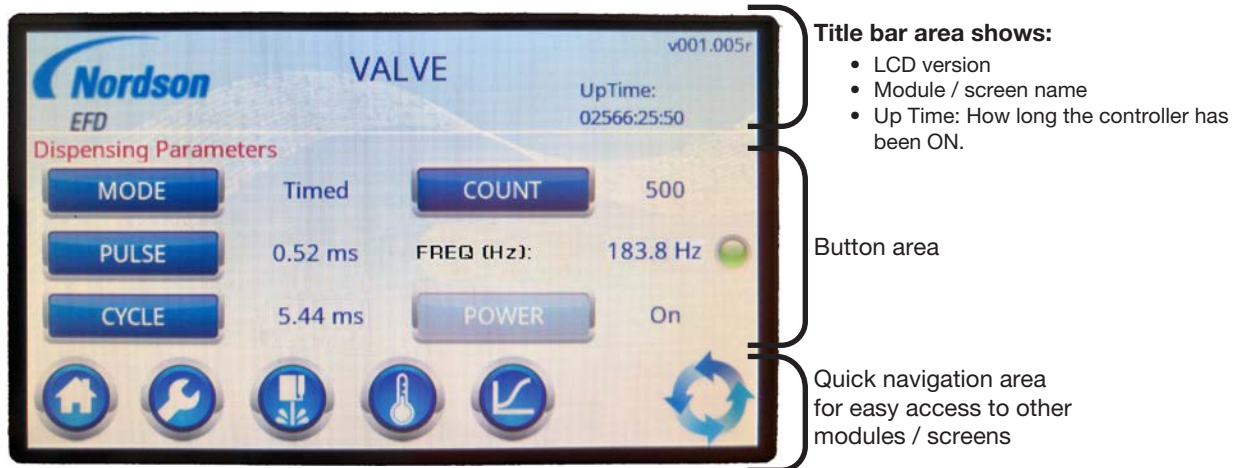 Nordson
EFD
VALVE
v001.005r
UpTime:
02566:25:50
Dispensing Parameters
MODE Timed COUNT 500
PULSE 0.52 ms FREQ (Hz): 183.8 Hz
CYCLE 5.44 ms POWER On
Title bar area shows:
• LCD version
• Module / screen name
• Up Time: How long the controller has
been ON.
Button area
Quick navigation area
for easy access to other
modules / screens